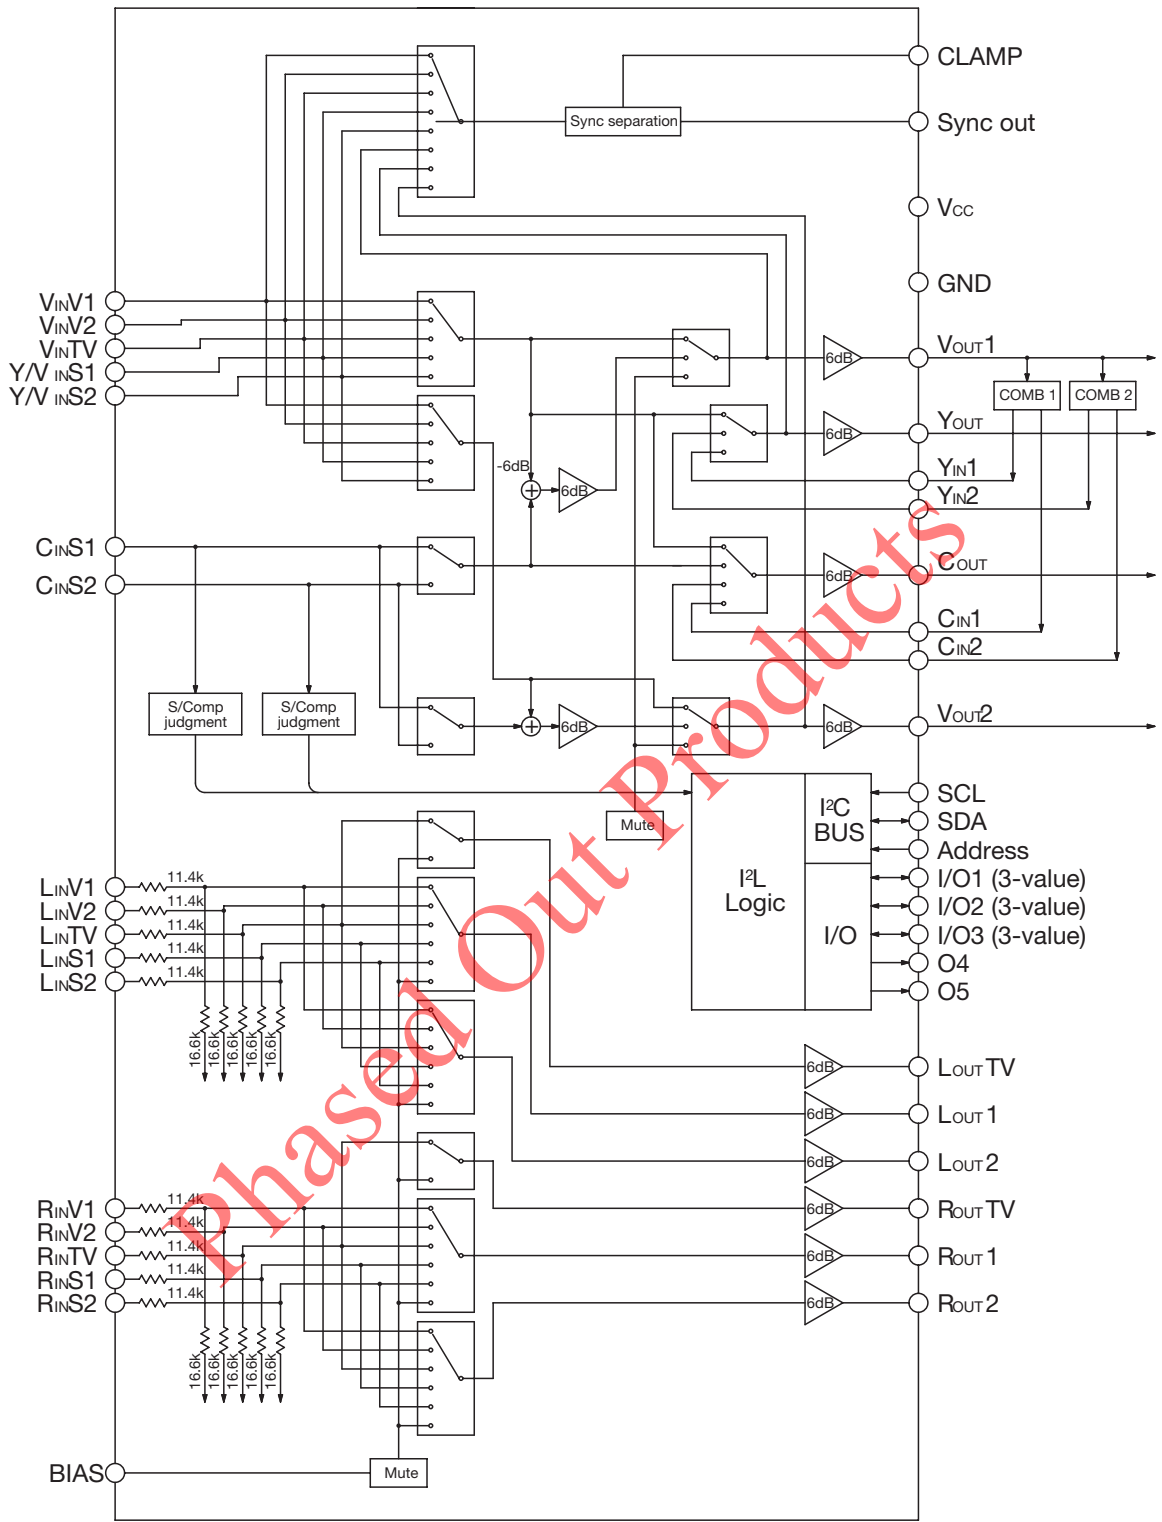 CLAMP
Sync separation
Sync out
VCC
GND
VINV1
VINV2
VINTV
Y/V INS1
Y/V INS2
6dB
VOUT1
COMB 1
COMB 2
6dB
YOUT
-6dB
6dB
YIN1
YIN2
CINS1
CINS2
6dB
COUT
CIN1
CIN2
S/Comp
judgment
S/Comp
judgment
6dB
6dB
VOUT2
Mute
I²L
Logic
I²C
BUS
I/O
SCL
SDA
Address
I/O1 (3-value)
I/O2 (3-value)
I/O3 (3-value)
O4
O5
LINV1
11.4k
LINV2
11.4k
LINTV
11.4k
LINS1
11.4k
LINS2
11.4k
16.6k
16.6k
16.6k
16.6k
16.6k
6dB
LOUT TV
6dB
LOUT1
6dB
LOUT2
6dB
ROUT TV
6dB
ROUT1
6dB
ROUT2
RINV1
11.4k
RINV2
11.4k
RINTV
11.4k
RINS1
11.4k
RINS2
11.4k
16.6k
16.6k
16.6k
16.6k
16.6k
BIAS
Mute
Phased Out Products